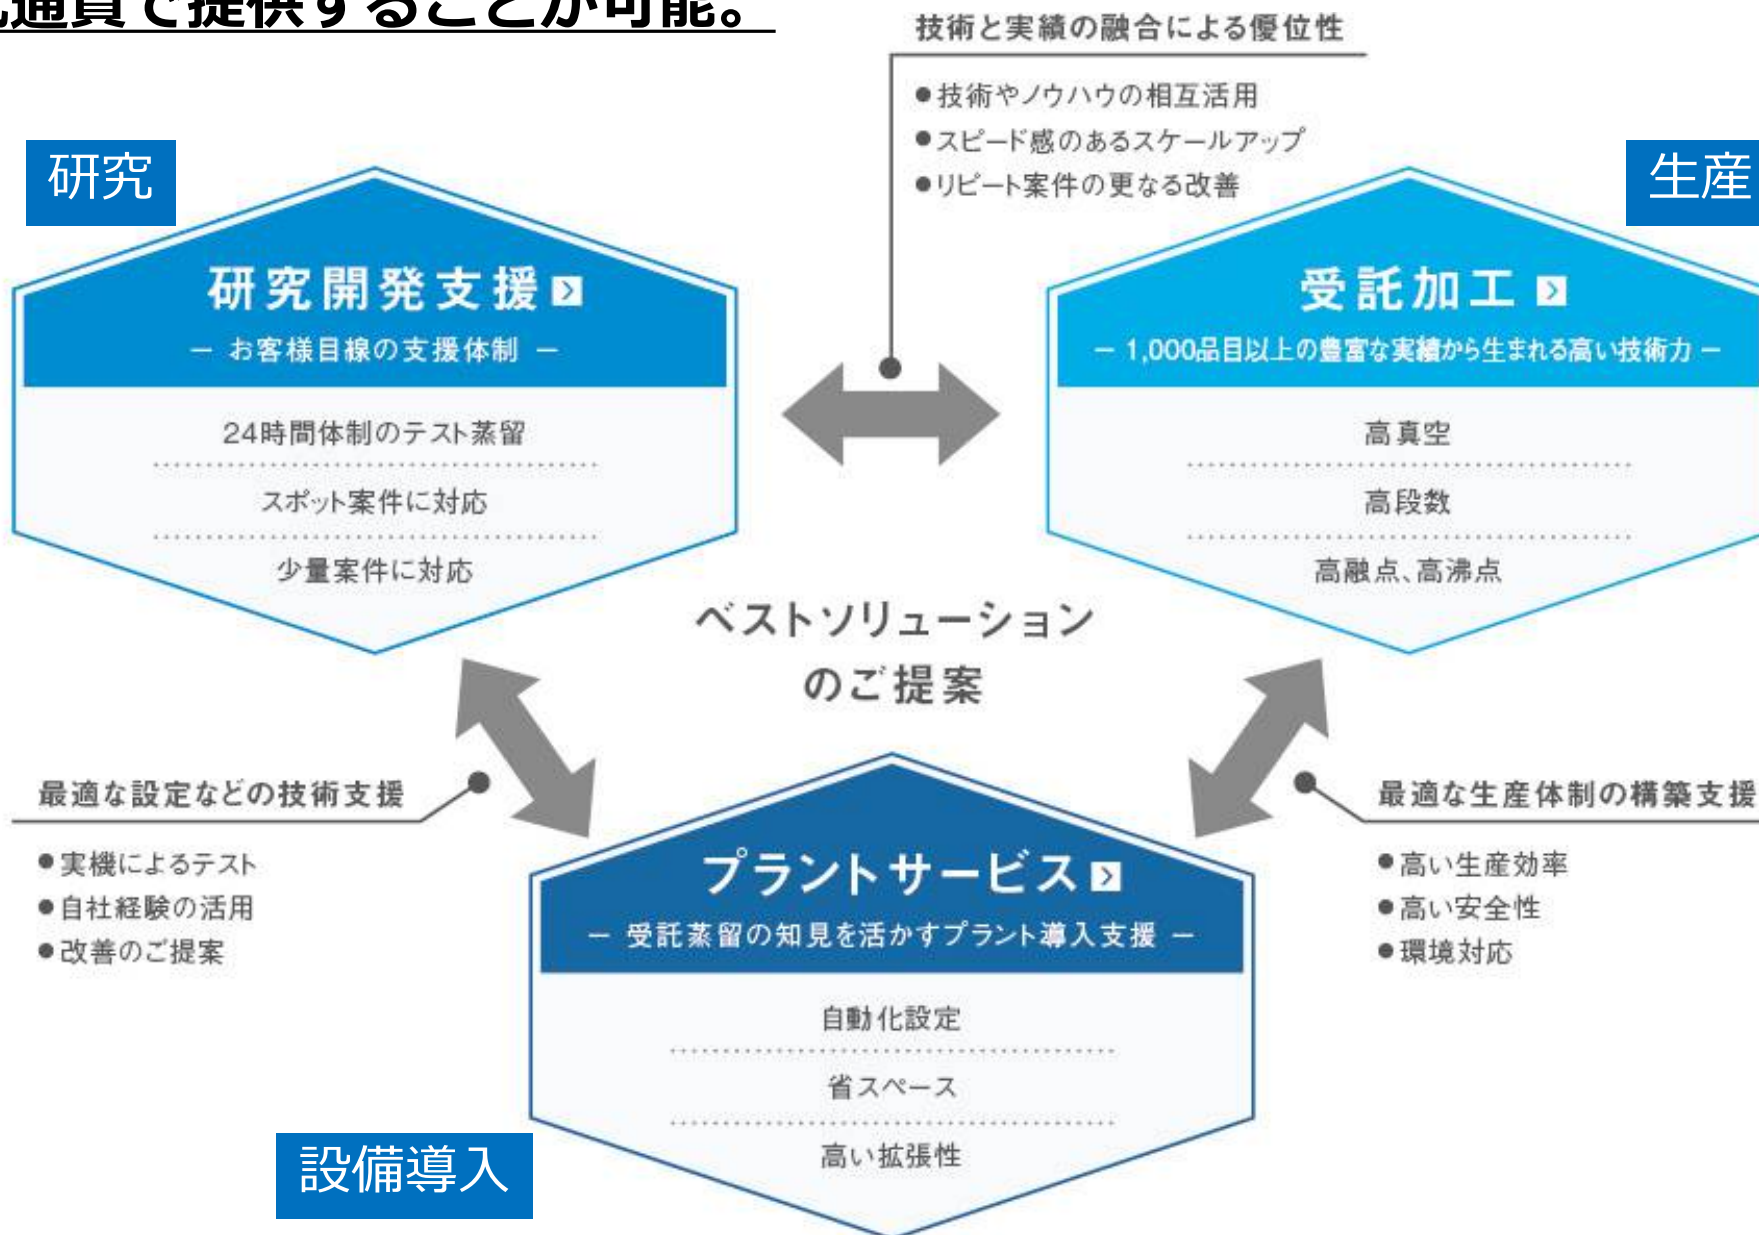 通貫で提供することが可能。
技術と実績の融合による優位性
●技術やノウハウの相互活用
●スピード感のあるスケールアップ
●リピート案件の更なる改善
研究
生産
研究開発支援
― お客様目線の支援体制 ―
24時間体制のテスト蒸留
スポット案件に対応
少量案件に対応
受託加工
― 1,000品目以上の豊富な実績から生まれる高い技術力 ―
高真空
高段数
高融点、高沸点
ベストソリューション
のご提案
最適な設定などの技術支援
●実機によるテスト
●自社経験の活用
●改善のご提案
最適な生産体制の構築支援
●高い生産効率
●高い安全性
●環境対応
プラントサービス
― 受託蒸留の知見を活かすプラント導入支援 ―
自動化設定
省スペース
高い拡張性
設備導入